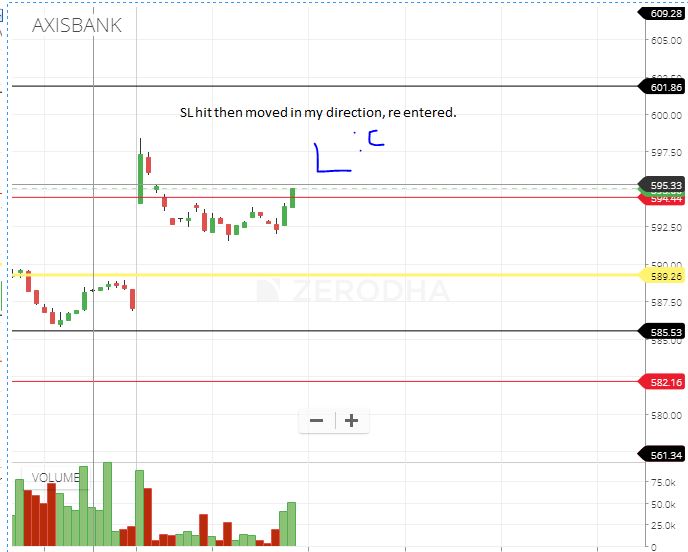 AXISBANK
609.28
605.00
601.86
SL hit then moved in my direction, re entered.
600.00
L : C
597.50
595.33
594.44
592.50
590.00
589.26
ZERODHA
587.50
585.53
585.00
582.16
580.00
561.34
VOLUME
75.0k
50.0k
25.0k
0